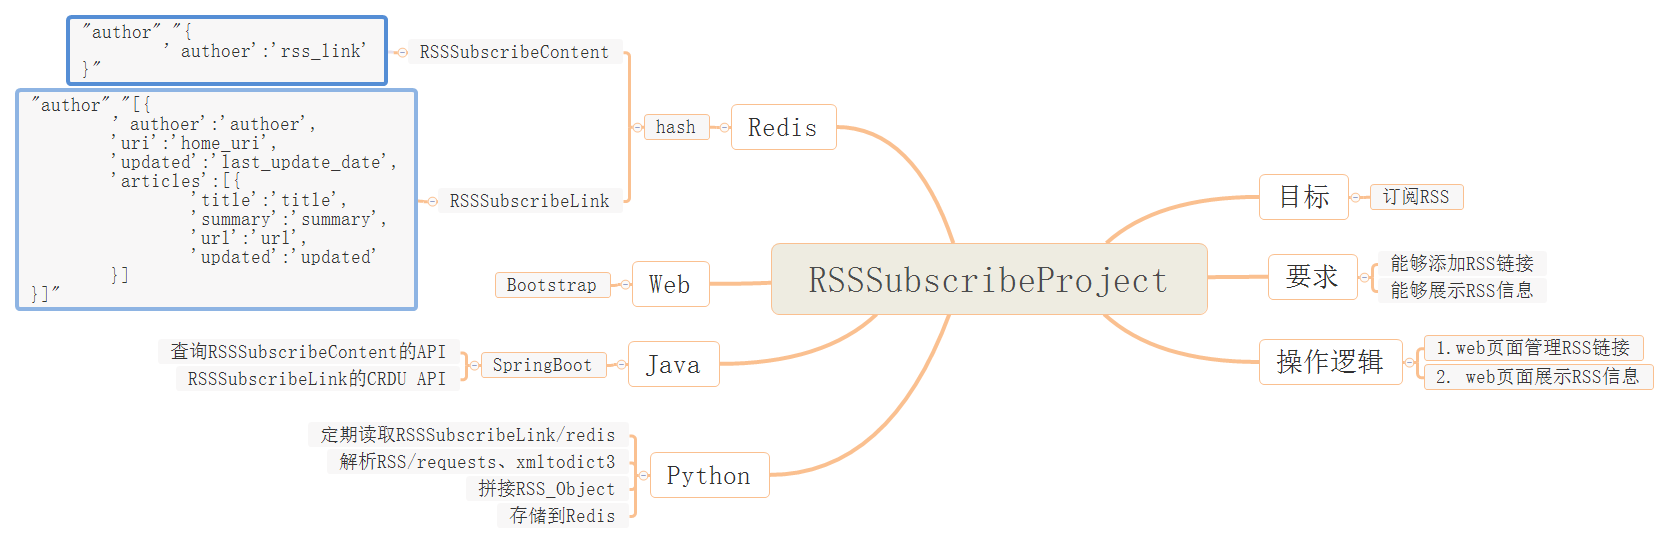 "author" "{
' authoer':'rss_link'
}"
RSSSubscribeContent
"author" "[{
' authoer':'authoer',
'uri':'home_uri',
'updated':'last_update_date',
'articles':[{
'title':'title',
'summary':'summary',
'url':'url',
'updated':'updated'
}]
}]"
RSSSubscribeLink
hash
Redis
Bootstrap
Web
查询RSSSubscribeContent的API
RSSSubscribeLink的CRDU API
SpringBoot
Java
定期读取RSSSubscribeLink/redis
解析RSS/requests、xmltodict3
拼接RSS_Object
存储到Redis
Python
RSSSubscribeProject
目标
订阅RSS
要求
能够添加RSS链接
能够展示RSS信息
操作逻辑
1.web页面管理RSS链接
2. web页面展示RSS信息